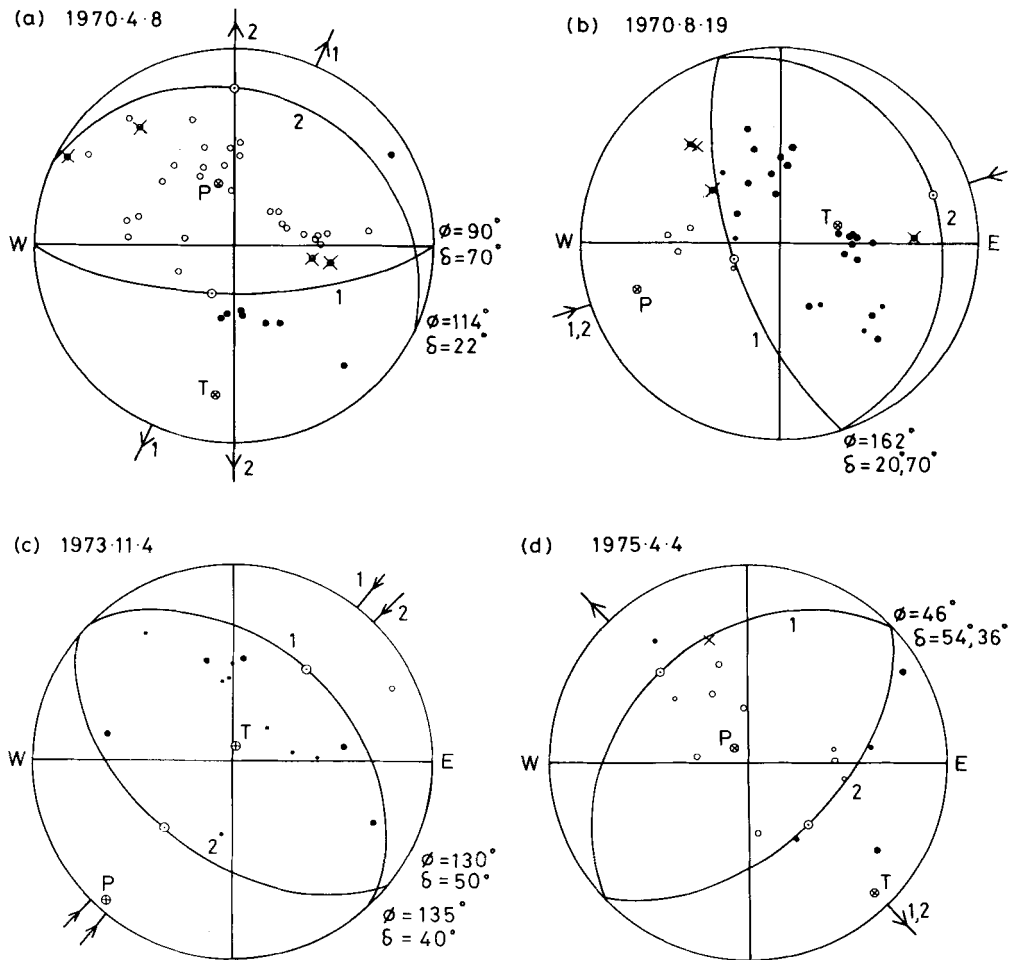 (a) 1970·4·8
2
1
2
P
W
φ=90°
δ=70°
1
φ=114°
δ=22°
T
1
2
(b) 1970·8·19
T
2
W
E
P
1,2
1
φ=162°
δ=20°,70°
(c) 1973·11·4
1
2
1
T
W
E
2
φ=130°
δ=50°
P
φ=135°
δ=40°
(d) 1975·4·4
φ=46°
δ=54°,36°
1
P
W
E
2
T
1,2